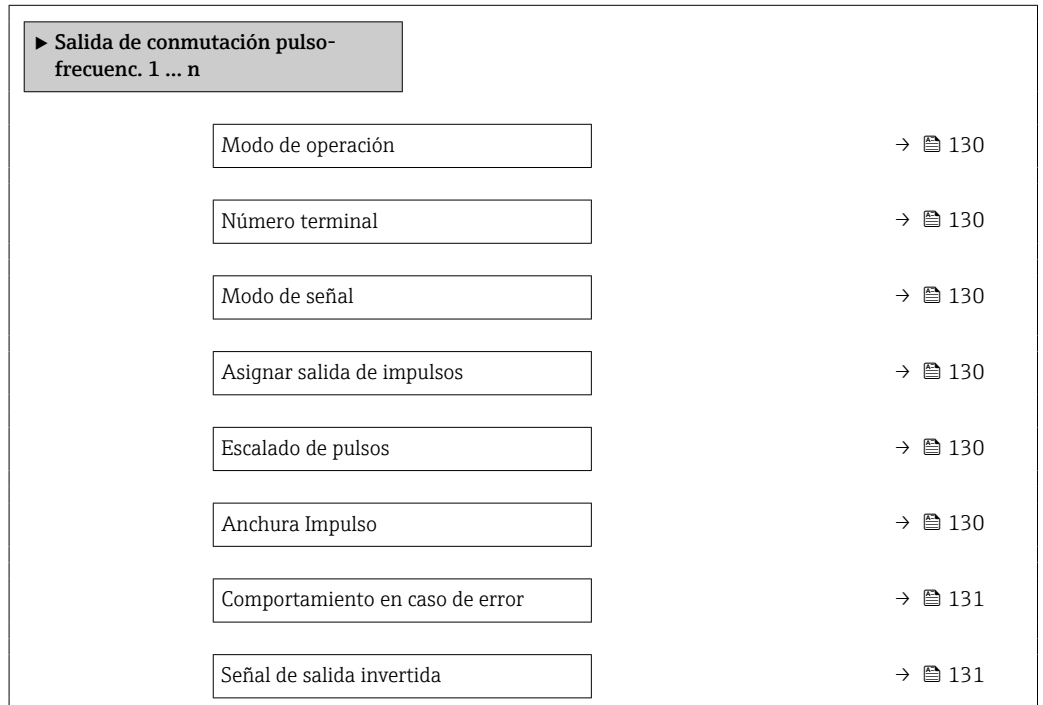 ▶ Salida de conmutación pulso-
frecuenc. 1 ... n
Modo de operación → 130
Número terminal → 130
Modo de señal → 130
Asignar salida de impulsos → 130
Escalado de pulsos → 130
Anchura Impulso → 130
Comportamiento en caso de error → 131
Señal de salida invertida → 131